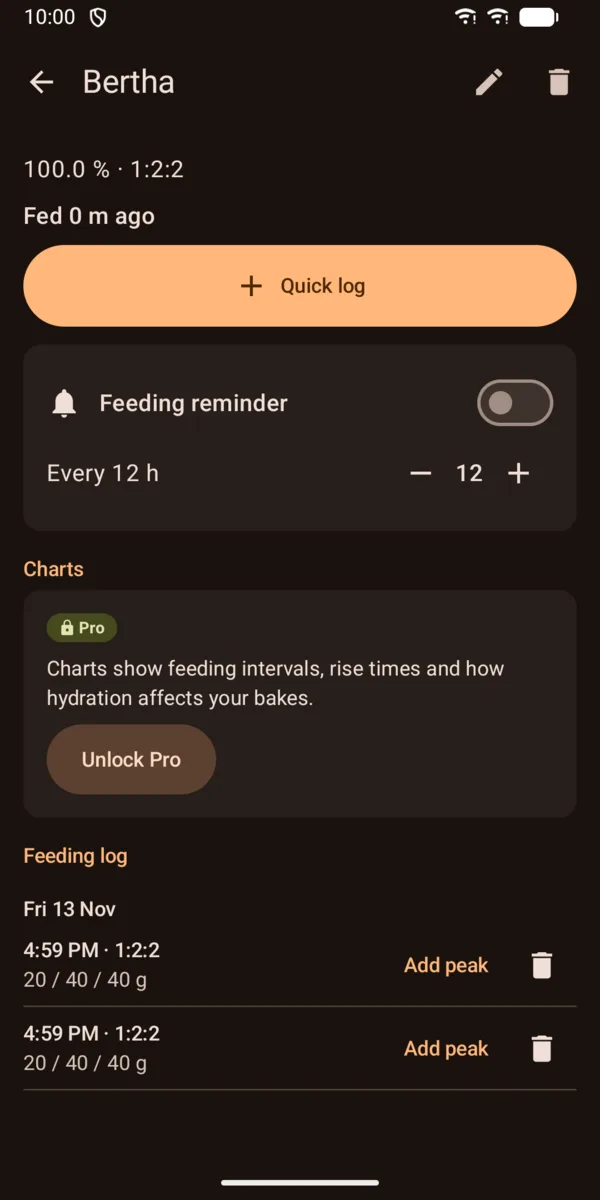 10:00
Bertha
100.0 % · 1:2:2
Fed 0 m ago
Quick log
Feeding reminder
Every 12 h
12
Charts
Pro
Charts show feeding intervals, rise times and how
hydration affects your bakes.
Unlock Pro
Feeding log
Fri 13 Nov
4:59 PM · 1:2:2
20 / 40 / 40 g
Add peak
4:59 PM · 1:2:2
20 / 40 / 40 g
Add peak